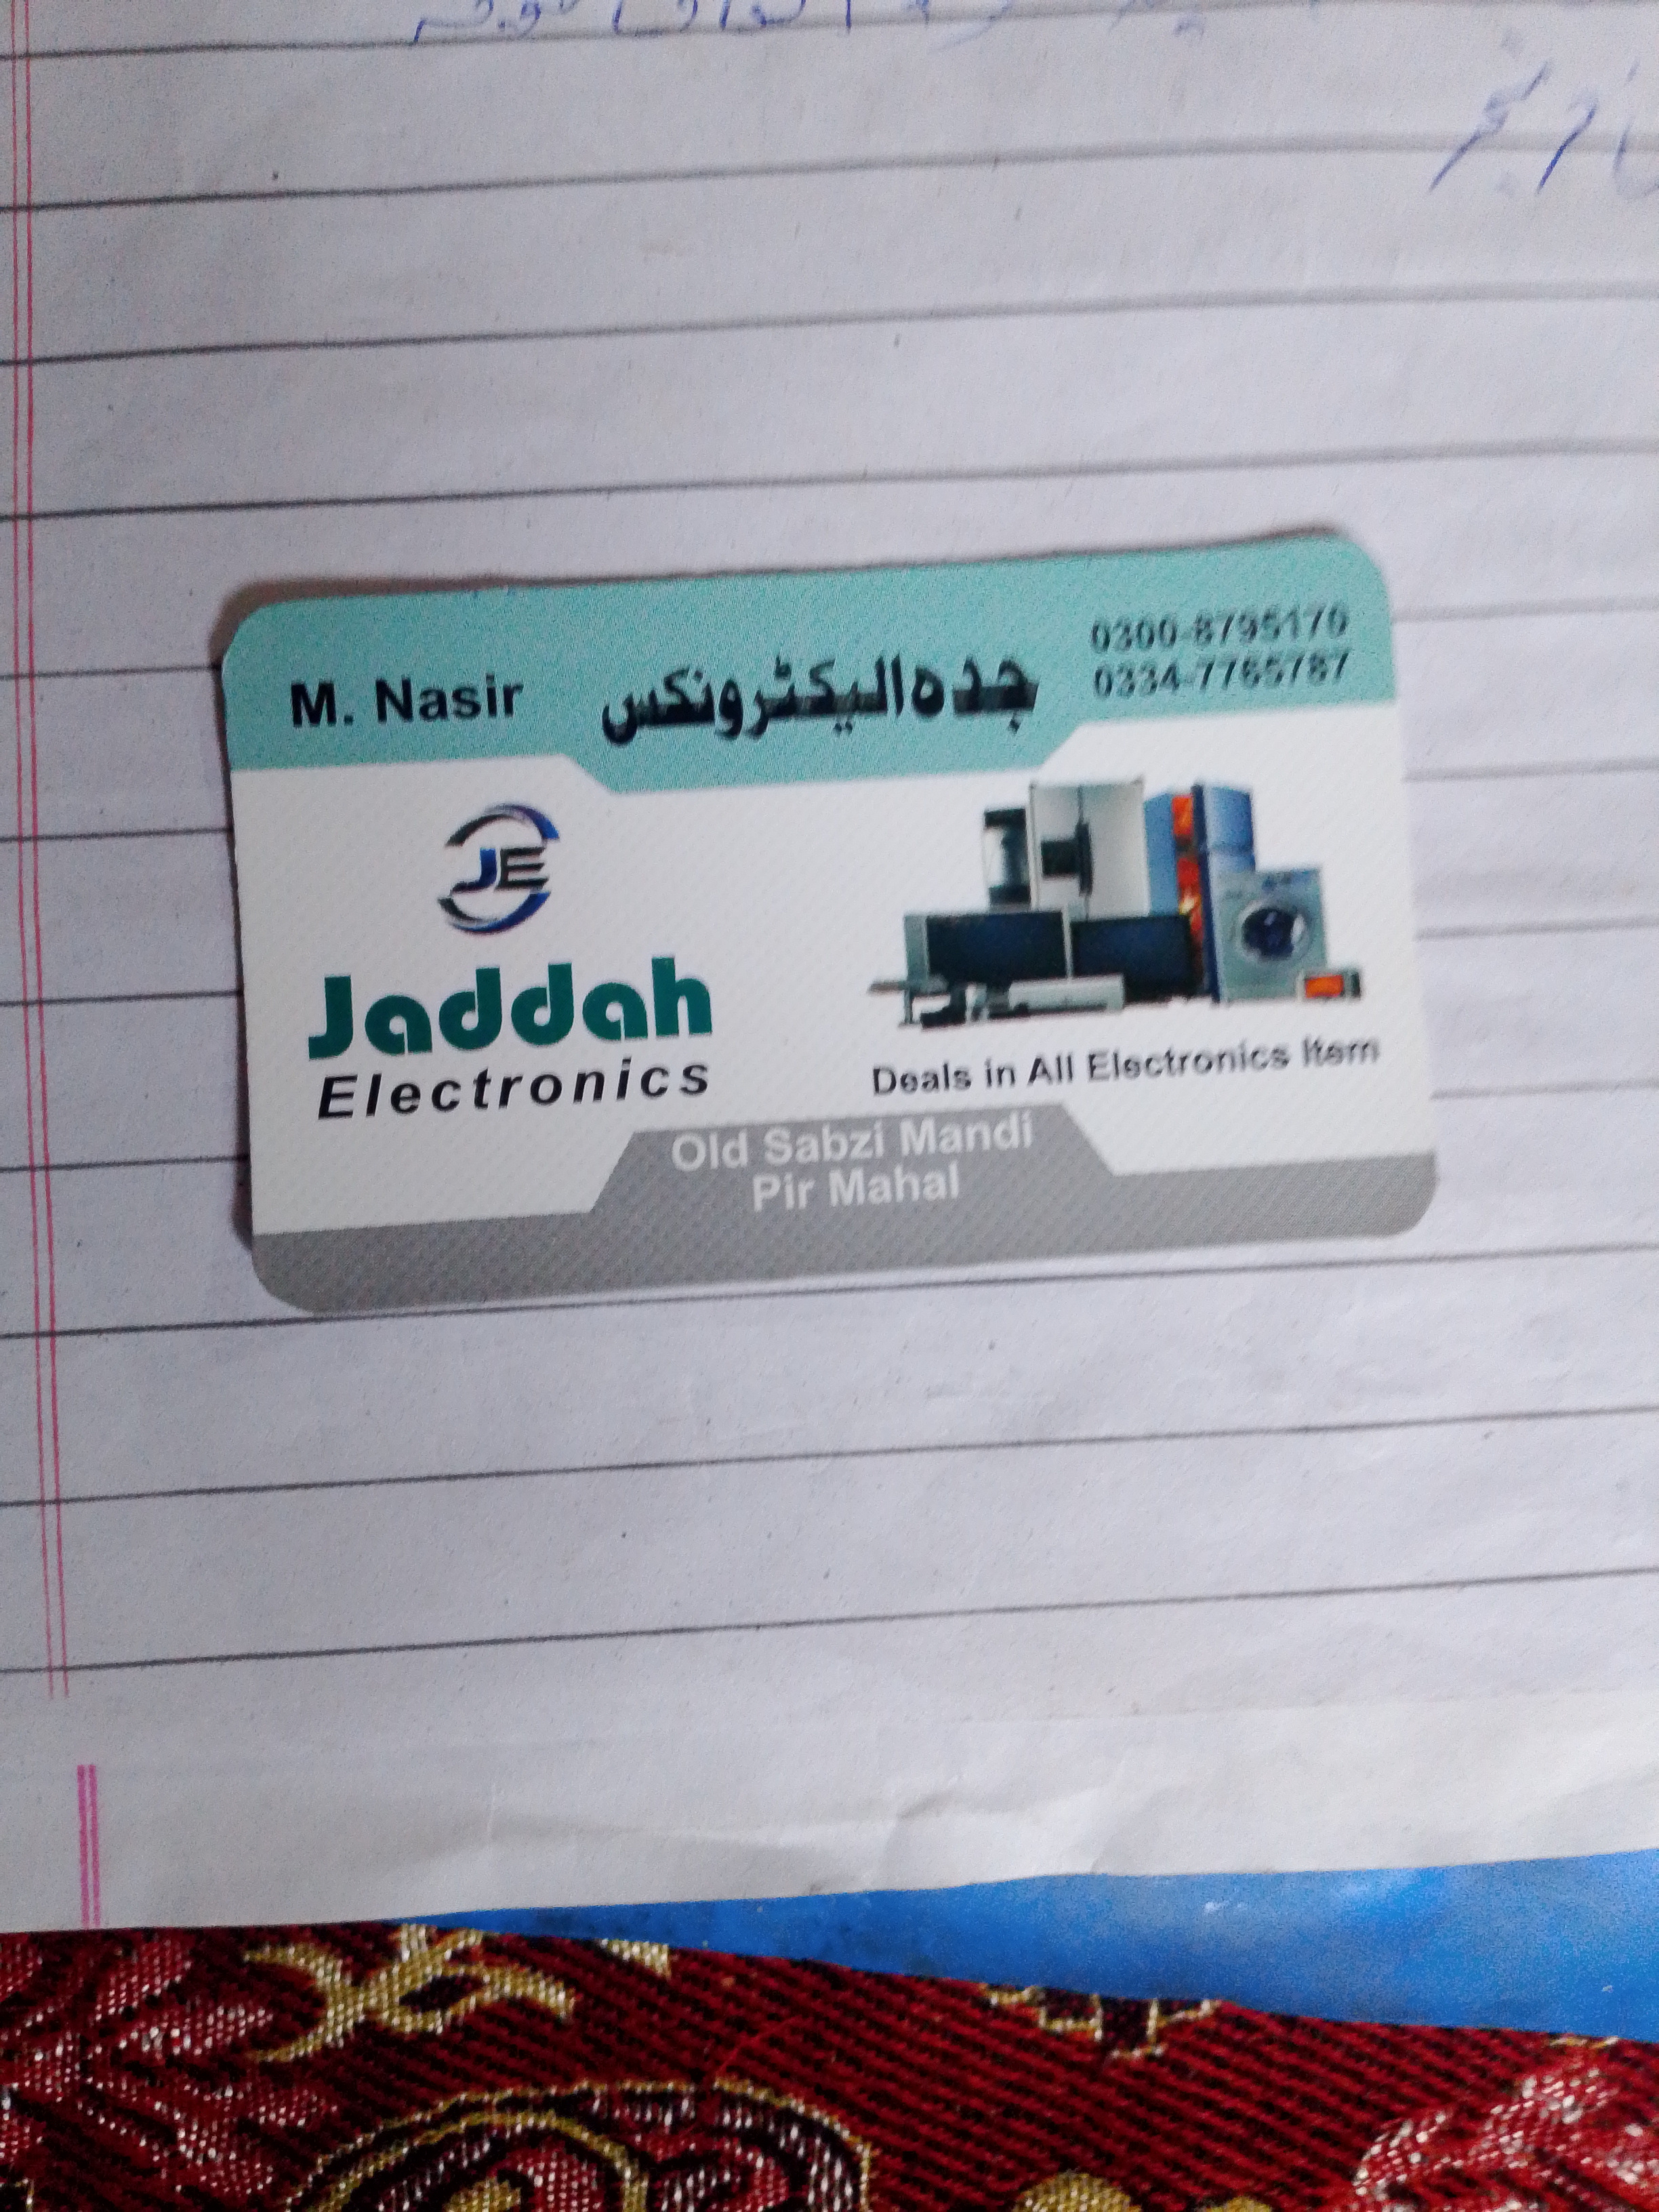 M. Nasir
جدہ الیکٹرونکس
0300-8795170
0334-7765787
JE
Jaddah
Electronics
Deals in All Electronics Item
Old Sabzi Mandi
Pir Mahal